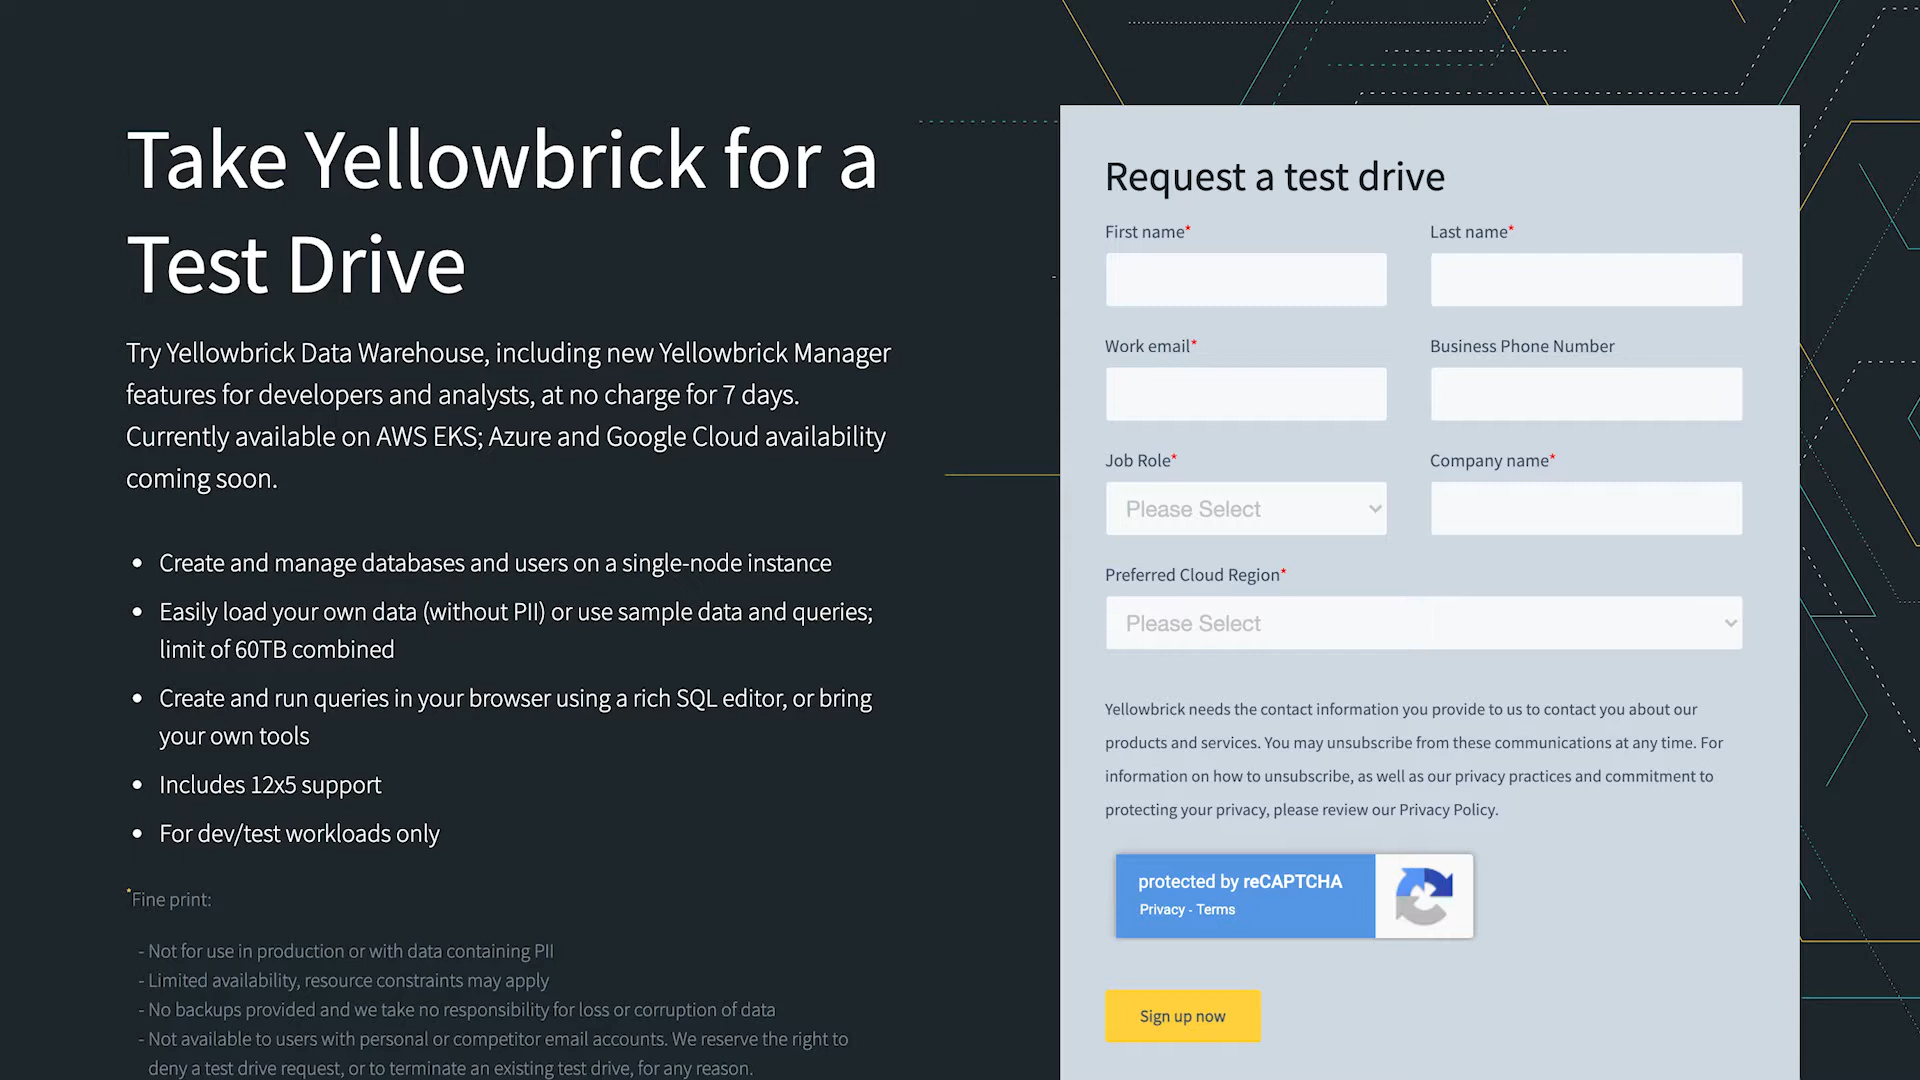 Take Yellowbrick for a
Test Drive
Try Yellowbrick Data Warehouse, including new Yellowbrick Manager
features for developers and analysts, at no charge for 7 days.
Currently available on AWS EKS; Azure and Google Cloud availability
coming soon.
• Create and manage databases and users on a single-node instance
• Easily load your own data (without PII) or use sample data and queries;
limit of 60TB combined
• Create and run queries in your browser using a rich SQL editor, or bring
your own tools
• Includes 12x5 support
• For dev/test workloads only
*Fine print:
- Not for use in production or with data containing PII
- Limited availability, resource constraints may apply
- No backups provided and we take no responsibility for loss or corruption of data
- Not available to users with personal or competitor email accounts. We reserve the right to
deny a test drive request, or to terminate an existing test drive, for any reason.
Request a test drive
First name*
Last name*
Work email*
Business Phone Number
Job Role*
Company name*
Please Select
Preferred Cloud Region*
Please Select
Yellowbrick needs the contact information you provide to us to contact you about our
products and services. You may unsubscribe from these communications at any time. For
information on how to unsubscribe, as well as our privacy practices and commitment to
protecting your privacy, please review our Privacy Policy.
protected by reCAPTCHA
Privacy - Terms
Sign up now